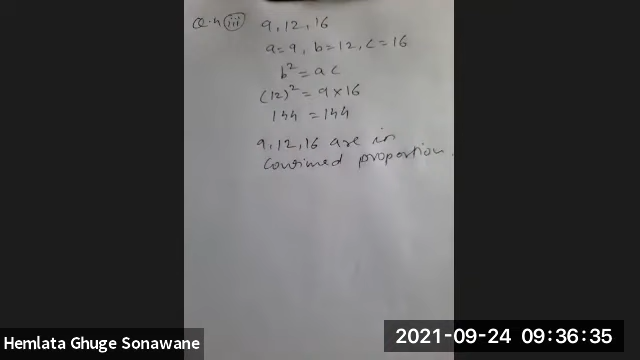 Q.4 (iii) 9, 12, 16
a=9, b=12, c=16
b² = ac
(12)² = 9×16
144 = 144
9, 12, 16 are in
continued proportion.
Hemlata Ghuge Sonawane
2021-09-24 09:36:35